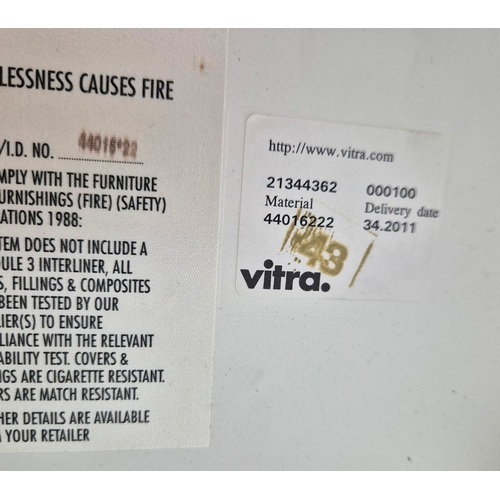 LESSNESS CAUSES FIRE
/I.D. NO.
MPLY WITH THE FURNITURE
URNISHINGS (FIRE) (SAFETY)
ATIONS 1988:
TEM DOES NOT INCLUDE A
ULE 3 INTERLINER, ALL
S, FILLINGS & COMPOSITES
BEEN TESTED BY OUR
IER(S) TO ENSURE
LIANCE WITH THE RELEVANT
ABILITY TEST. COVERS &
NGS ARE CIGARETTE RESISTANT.
RS ARE MATCH RESISTANT.
HER DETAILS ARE AVAILABLE
YOUR RETAILER
http://www.vitra.com
21344362 000100
Material Delivery date
44016222 34.2011
43
vitra.